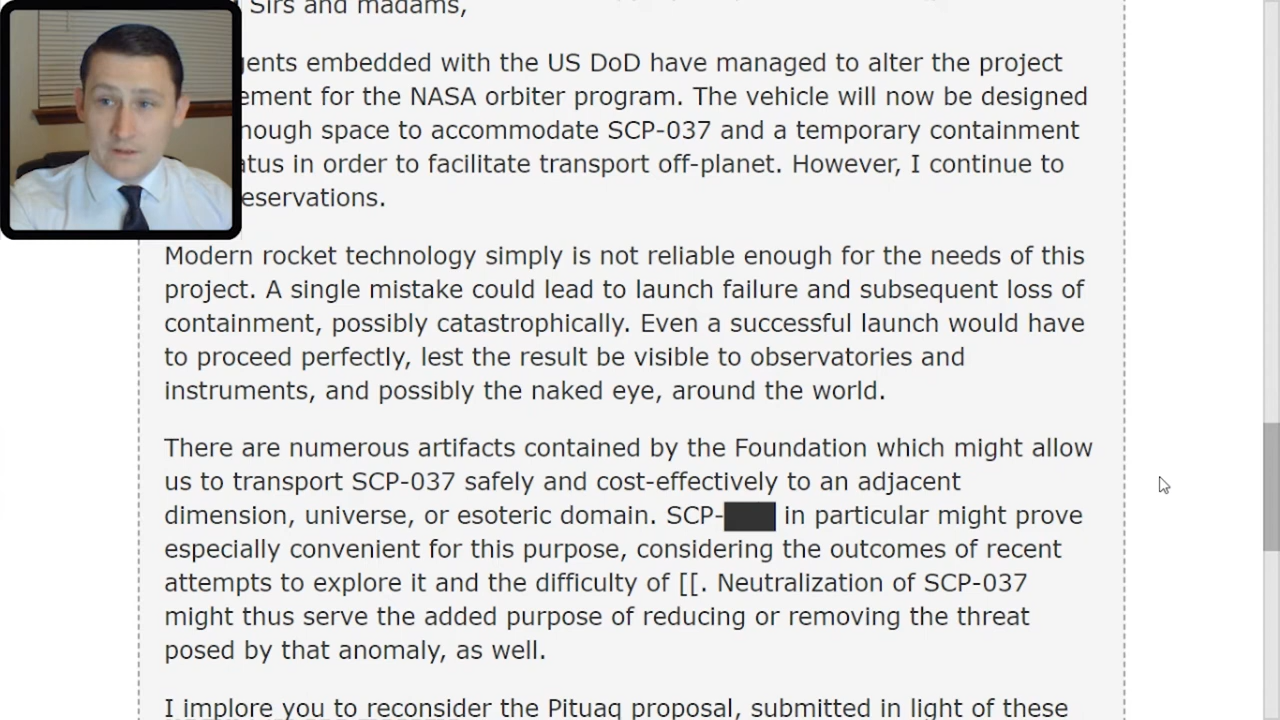 Sirs and madams,
embedded with the US DoD have managed to alter the project
for the NASA orbiter program. The vehicle will now be designed
space to accommodate SCP-037 and a temporary containment
in order to facilitate transport off-planet. However, I continue to
Modern rocket technology simply is not reliable enough for the needs of this
project. A single mistake could lead to launch failure and subsequent loss of
containment, possibly catastrophically. Even a successful launch would have
to proceed perfectly, lest the result be visible to observatories and
instruments, and possibly the naked eye, around the world.
There are numerous artifacts contained by the Foundation which might allow
us to transport SCP-037 safely and cost-effectively to an adjacent
dimension, universe, or esoteric domain. SCP-███ in particular might prove
especially convenient for this purpose, considering the outcomes of recent
attempts to explore it and the difficulty of [[. Neutralization of SCP-037
might thus serve the added purpose of reducing or removing the threat
posed by that anomaly, as well.
I implore you to reconsider the Pituaq proposal, submitted in light of these